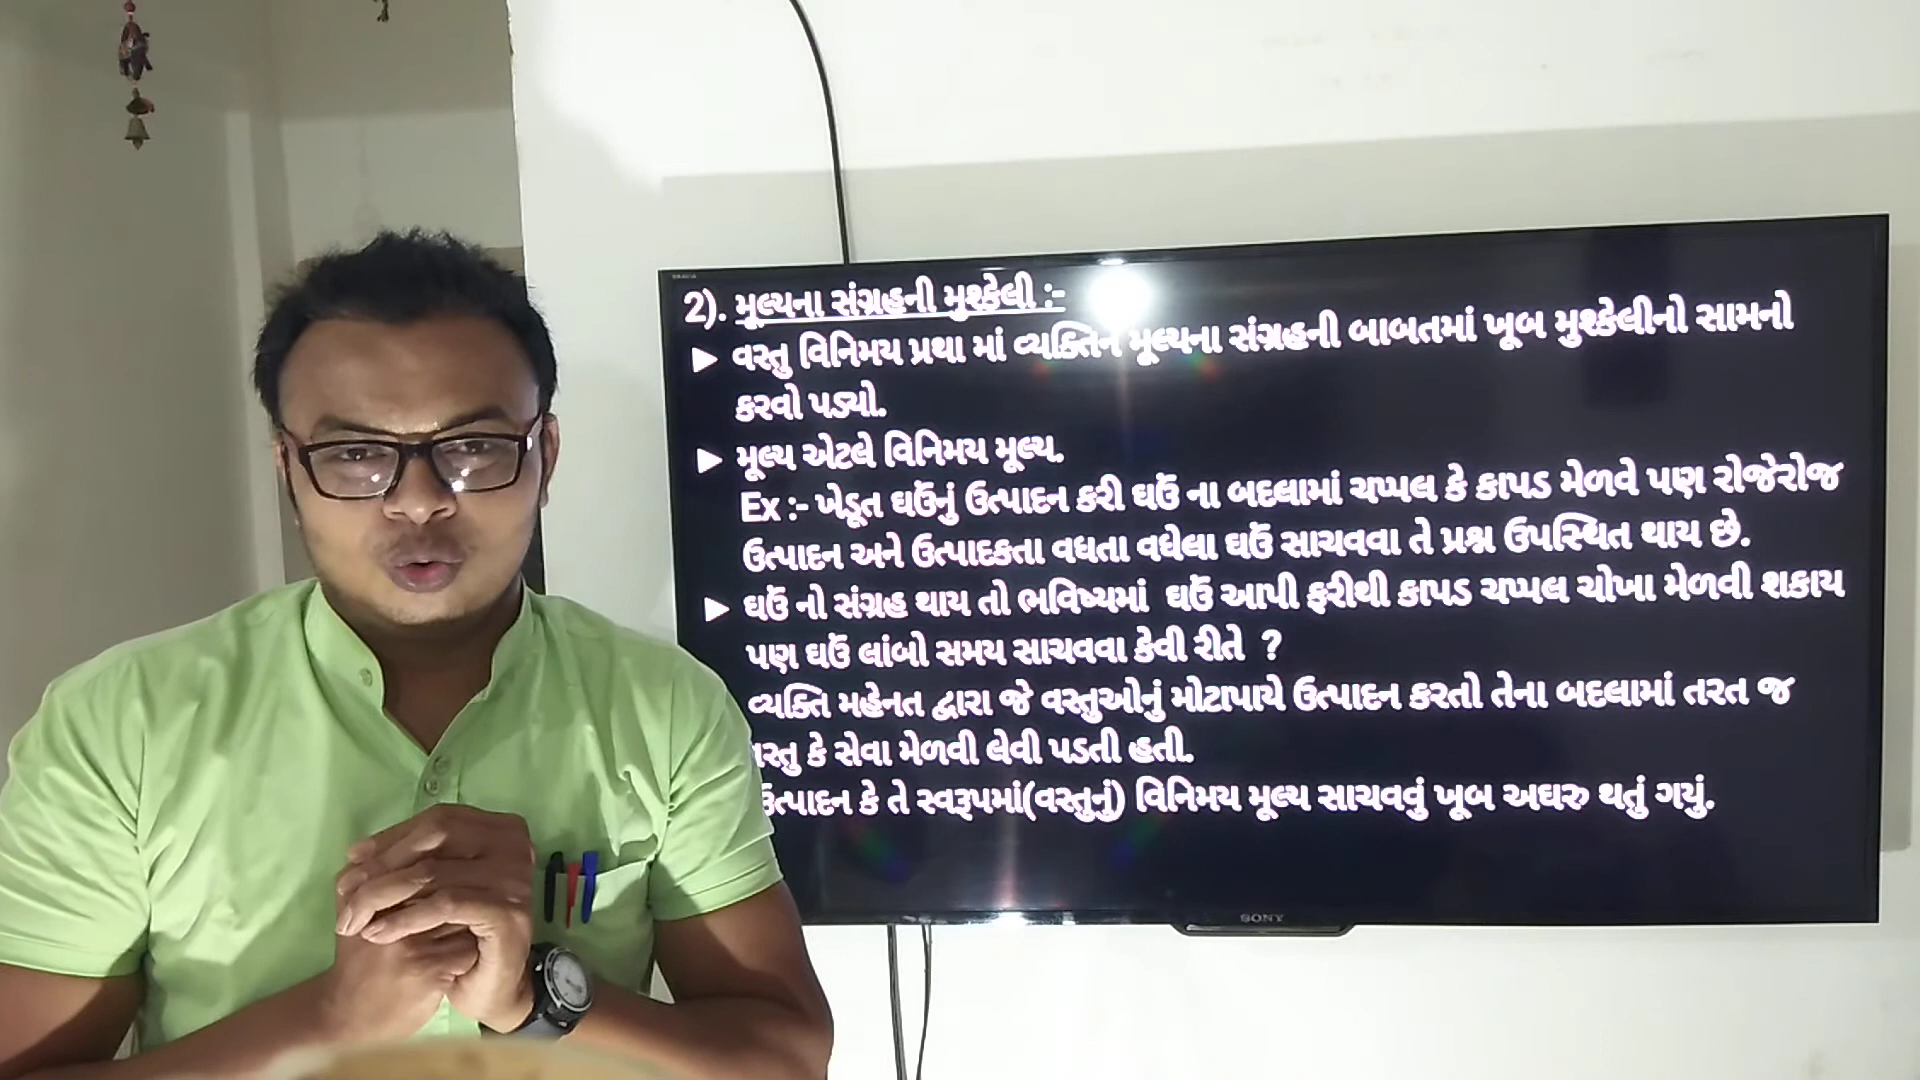 2). મૂલ્યના સંગ્રહની મુશ્કેલી :-
▶ વસ્તુ વિનિમય પ્રથા માં વ્યક્તિને મૂલ્યના સંગ્રહની બાબતમાં ખૂબ મુશ્કેલીનો સામનો
કરવો પડ્યો.
▶ મૂલ્ય એટલે વિનિમય મૂલ્ય.
Ex :- ખેડૂત ઘઉંનું ઉત્પાદન કરી ઘઉં ના બદલામાં ચપ્પલ કે કાપડ મેળવે પણ રોજેરોજ
ઉત્પાદન અને ઉત્પાદકતા વધતા વધેલા ઘઉં સાચવવા તે પ્રશ્ન ઉપસ્થિત થાય છે.
▶ ઘઉં નો સંગ્રહ થાય તો ભવિષ્યમાં ઘઉં આપી ફરીથી કાપડ ચપ્પલ ચોખા મેળવી શકાય
પણ ઘઉં લાંબો સમય સાચવવા કેવી રીતે ?
વ્યક્તિ મહેનત દ્વારા જે વસ્તુઓનું મોટાપાયે ઉત્પાદન કરતો તેના બદલામાં તરત જ
કે સેવા મેળવી લેવી પડતી હતી.
ઉત્પાદન કે તે સ્વરૂપમાં(વસ્તુનું) વિનિમય મૂલ્ય સાચવવું ખૂબ અઘરુ થતું ગયું.
SONY